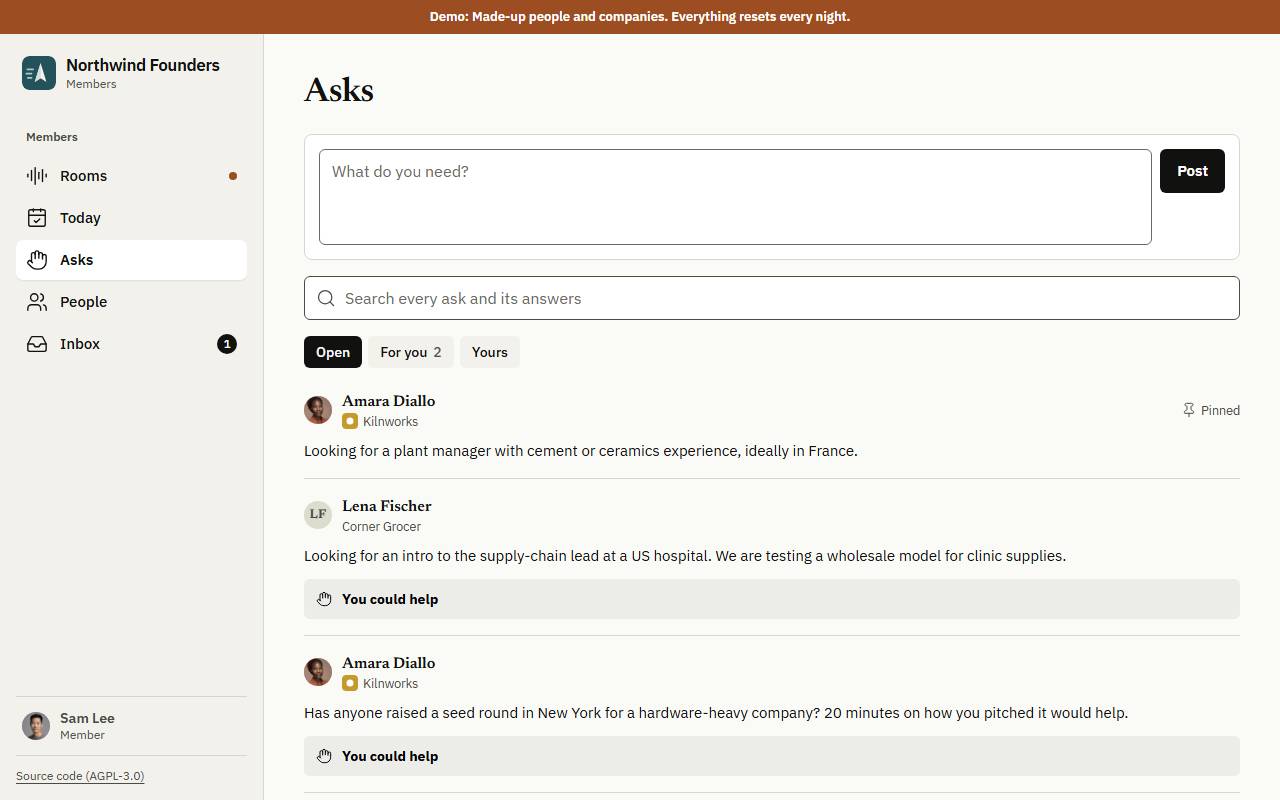 Demo: Made-up people and companies. Everything resets every night.
Northwind Founders
Members
Members
Rooms
Today
Asks
People
Inbox
1
Sam Lee
Member
Source code (AGPL-3.0)
Asks
What do you need?
Post
Search every ask and its answers
Open
For you 2
Yours
Amara Diallo
Kilnworks
Pinned
Looking for a plant manager with cement or ceramics experience, ideally in France.
LF
Lena Fischer
Corner Grocer
Looking for an intro to the supply-chain lead at a US hospital. We are testing a wholesale model for clinic supplies.
You could help
Amara Diallo
Kilnworks
Has anyone raised a seed round in New York for a hardware-heavy company? 20 minutes on how you pitched it would help.
You could help